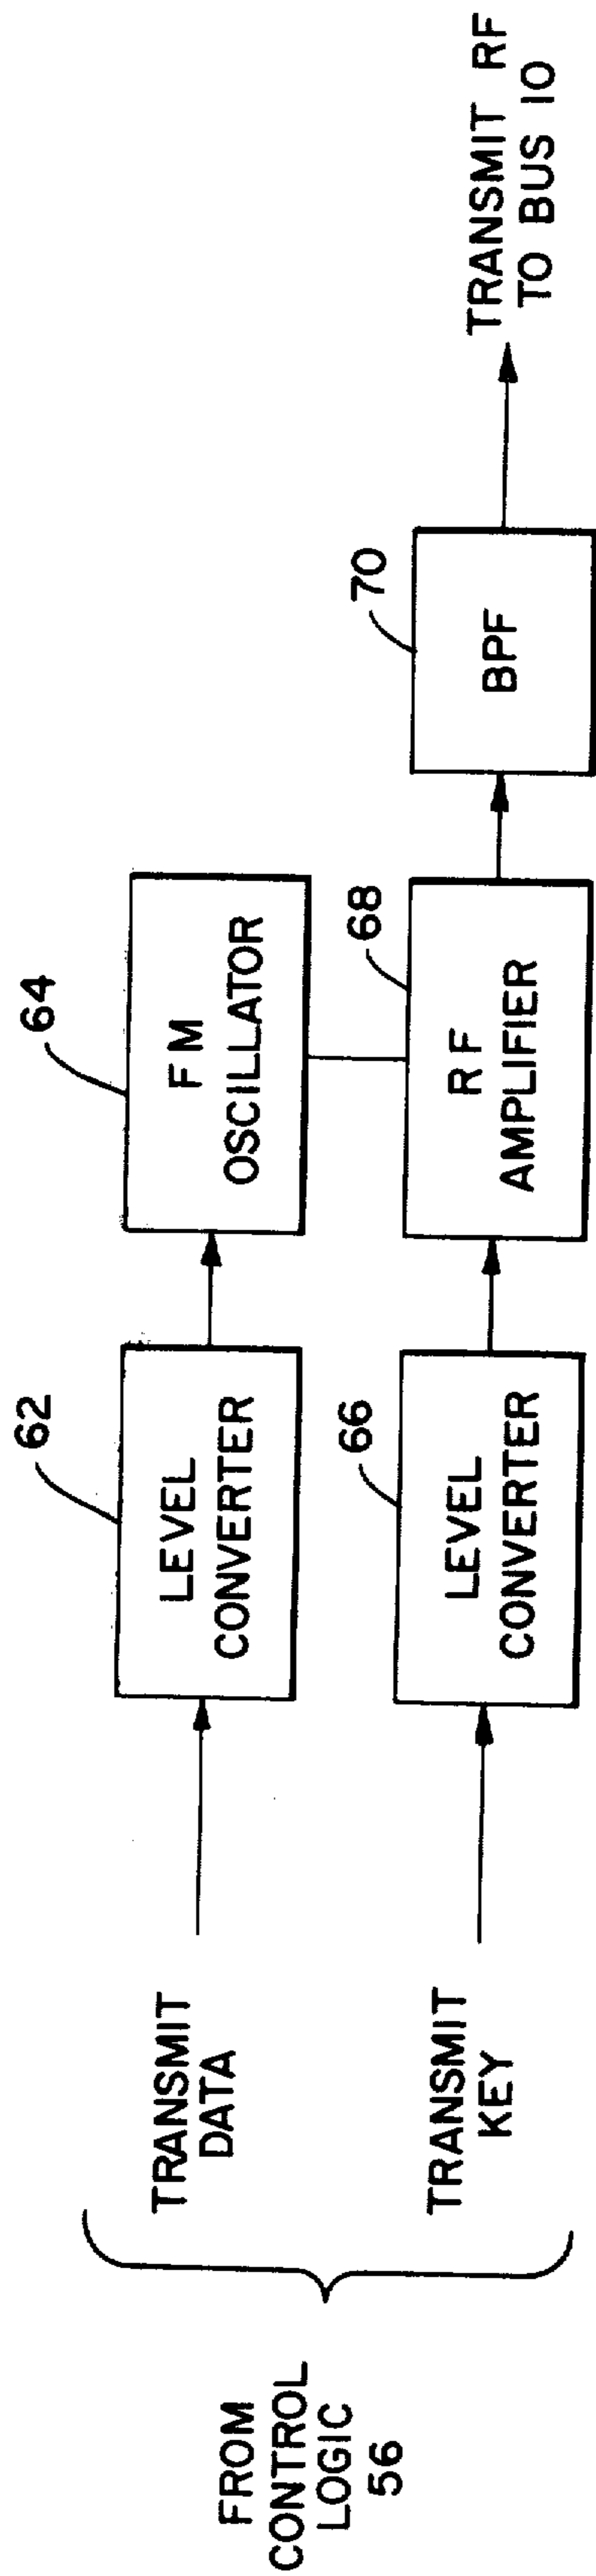 FROM
CONTROL
LOGIC
56
TRANSMIT
DATA
TRANSMIT
KEY
62
LEVEL
CONVERTER
66
LEVEL
CONVERTER
64
FM
OSCILLATOR
68
RF
AMPLIFIER
70
BPF
TRANSMIT RF
TO BUS 10